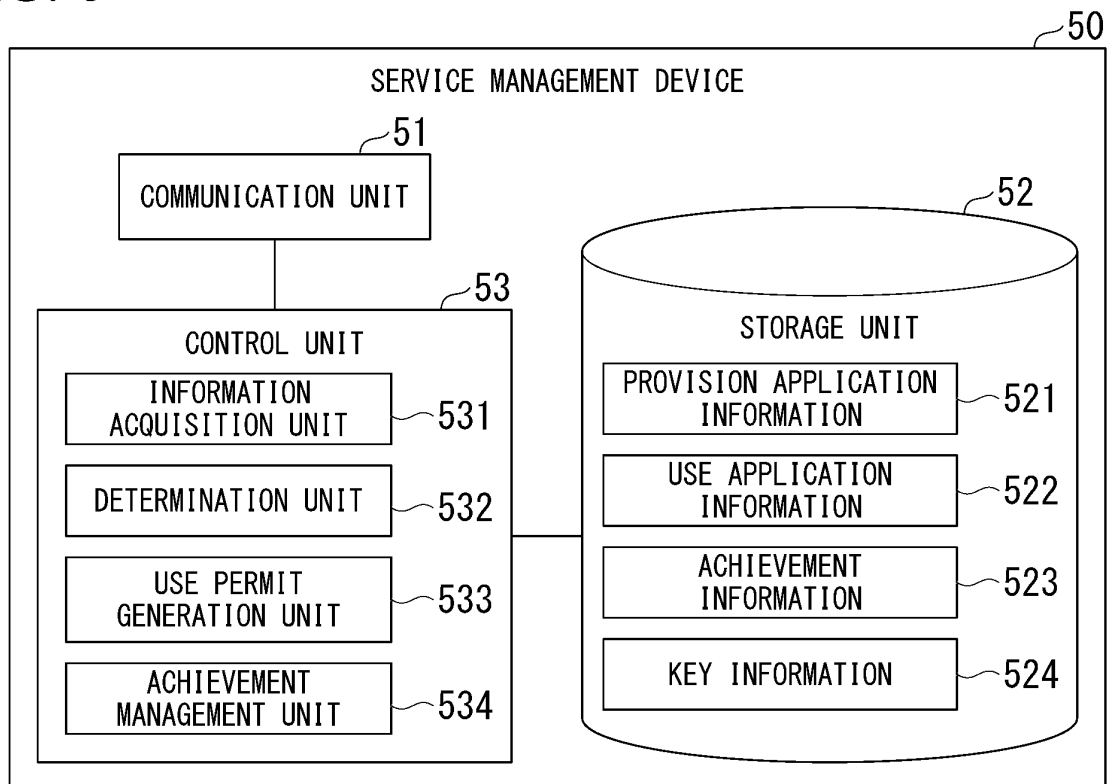 50
SERVICE MANAGEMENT DEVICE
51
COMMUNICATION UNIT
52
53
CONTROL UNIT
INFORMATION
ACQUISITION UNIT
531
DETERMINATION UNIT
532
USE PERMIT
GENERATION UNIT
533
ACHIEVEMENT
MANAGEMENT UNIT
534
STORAGE UNIT
PROVISION APPLICATION
INFORMATION
521
USE APPLICATION
INFORMATION
522
ACHIEVEMENT
INFORMATION
523
KEY INFORMATION
524